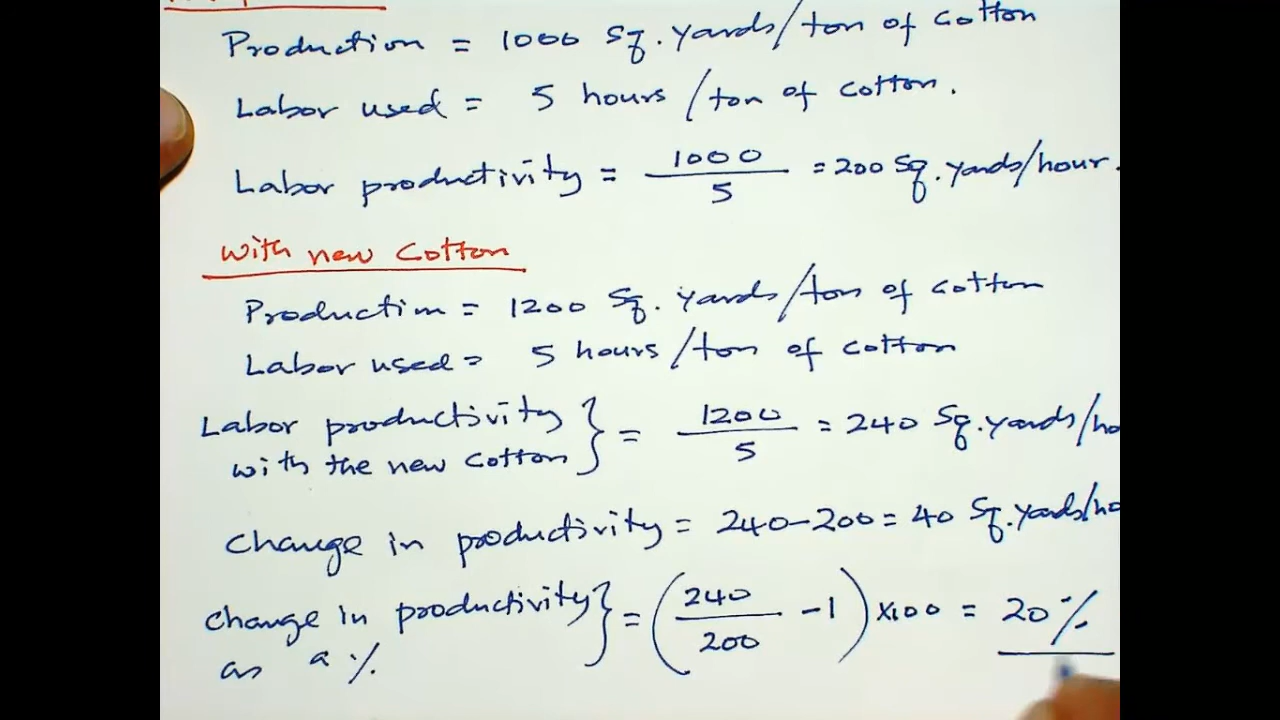 Production = 1000 Sq. yards/ton of cotton
Labor used = 5 hours /ton of cotton.
Labor productivity = 1000/5 = 200 Sq. yards/hour.
With new Cotton
Production = 1200 Sq. yards/ton of cotton
Labor used = 5 hours /ton of cotton
Labor productivity with the new cotton } = 1200/5 = 240 Sq. yards/ho
Change in productivity = 240-200 = 40 Sq. yards/ho
Change in productivity as a % } = (240/200 -1) x100 = 20%